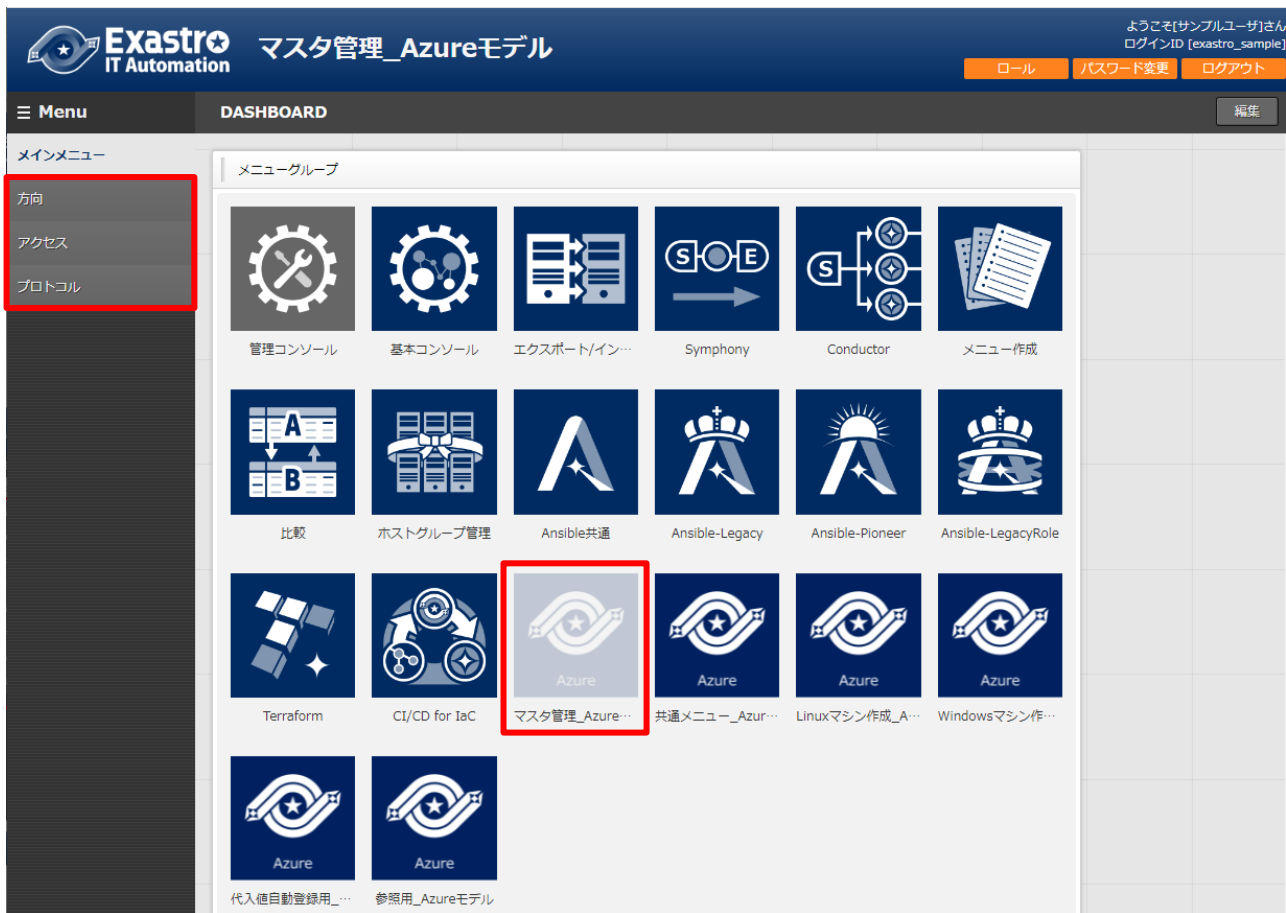 Exastro
IT Automation
マスタ管理_Azureモデル
ようこそ[サンプルユーザ]さん
ログインID [exastro_sample]
ロール
パスワード変更
ログアウト
Menu
DASHBOARD
編集
メインメニュー
方向
アクセス
プロトコル
メニューグループ
管理コンソール
基本コンソール
エクスポート/イン…
S E
Symphony
S
Conductor
メニュー作成
A
B
比較
ホストグループ管理
Ansible共通
Ansible-Legacy
Ansible-Pioneer
Ansible-LegacyRole
Terraform
CI/CD for IaC
Azure
マスタ管理_Azure…
Azure
共通メニュー_Azur…
Azure
Linuxマシン作成_A…
Azure
Windowsマシン作…
Azure
代入値自動登録用_…
Azure
参照用_Azureモデル